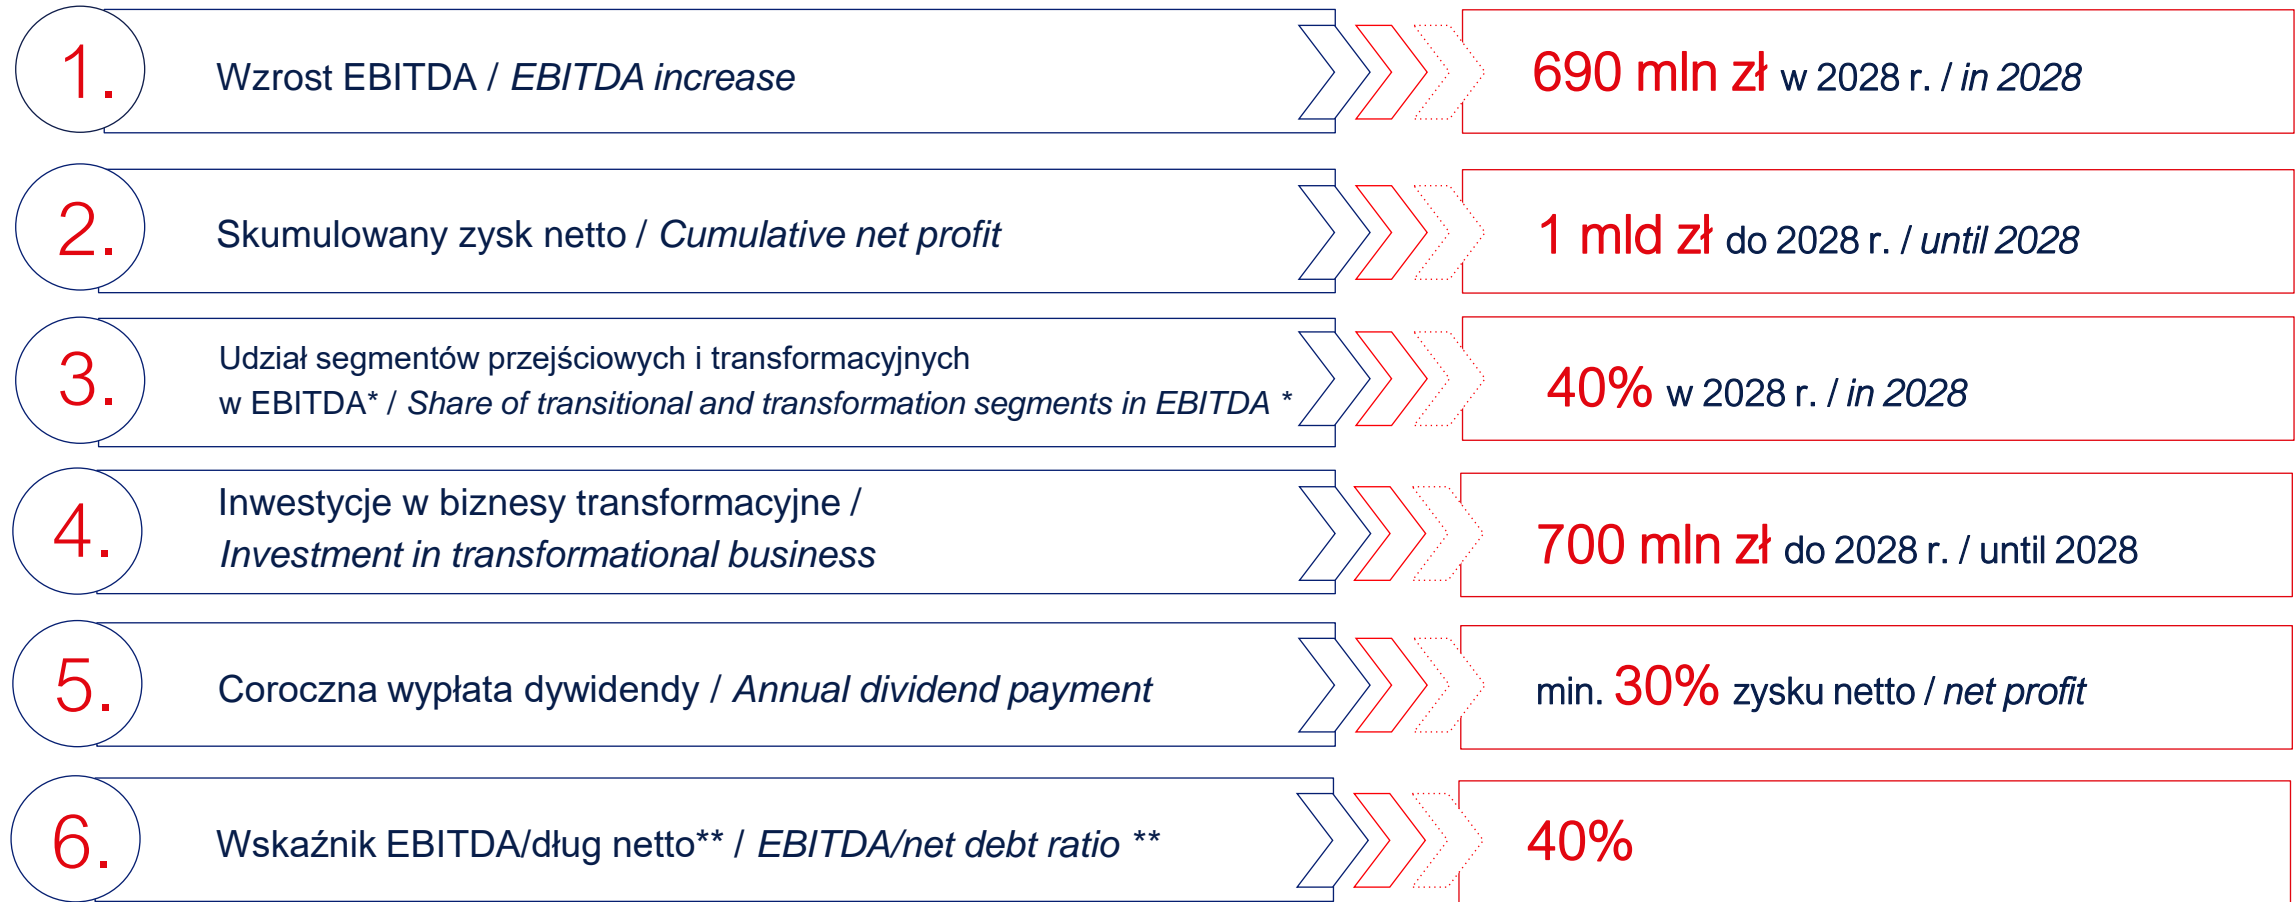 1.
Wzrost EBITDA / EBITDA increase
690 mln zł w 2028 r. / in 2028
2.
Skumulowany zysk netto / Cumulative net profit
1 mld zł do 2028 r. / until 2028
3.
Udział segmentów przejściowych i transformacyjnych
w EBITDA* / Share of transitional and transformation segments in EBITDA *
40% w 2028 r. / in 2028
4.
Inwestycje w biznesy transformacyjne /
Investment in transformational business
700 mln zł do 2028 r. / until 2028
5.
Coroczna wypłata dywidendy / Annual dividend payment
min. 30% zysku netto / net profit
6.
Wskaźnik EBITDA/dług netto** / EBITDA/net debt ratio **
40%